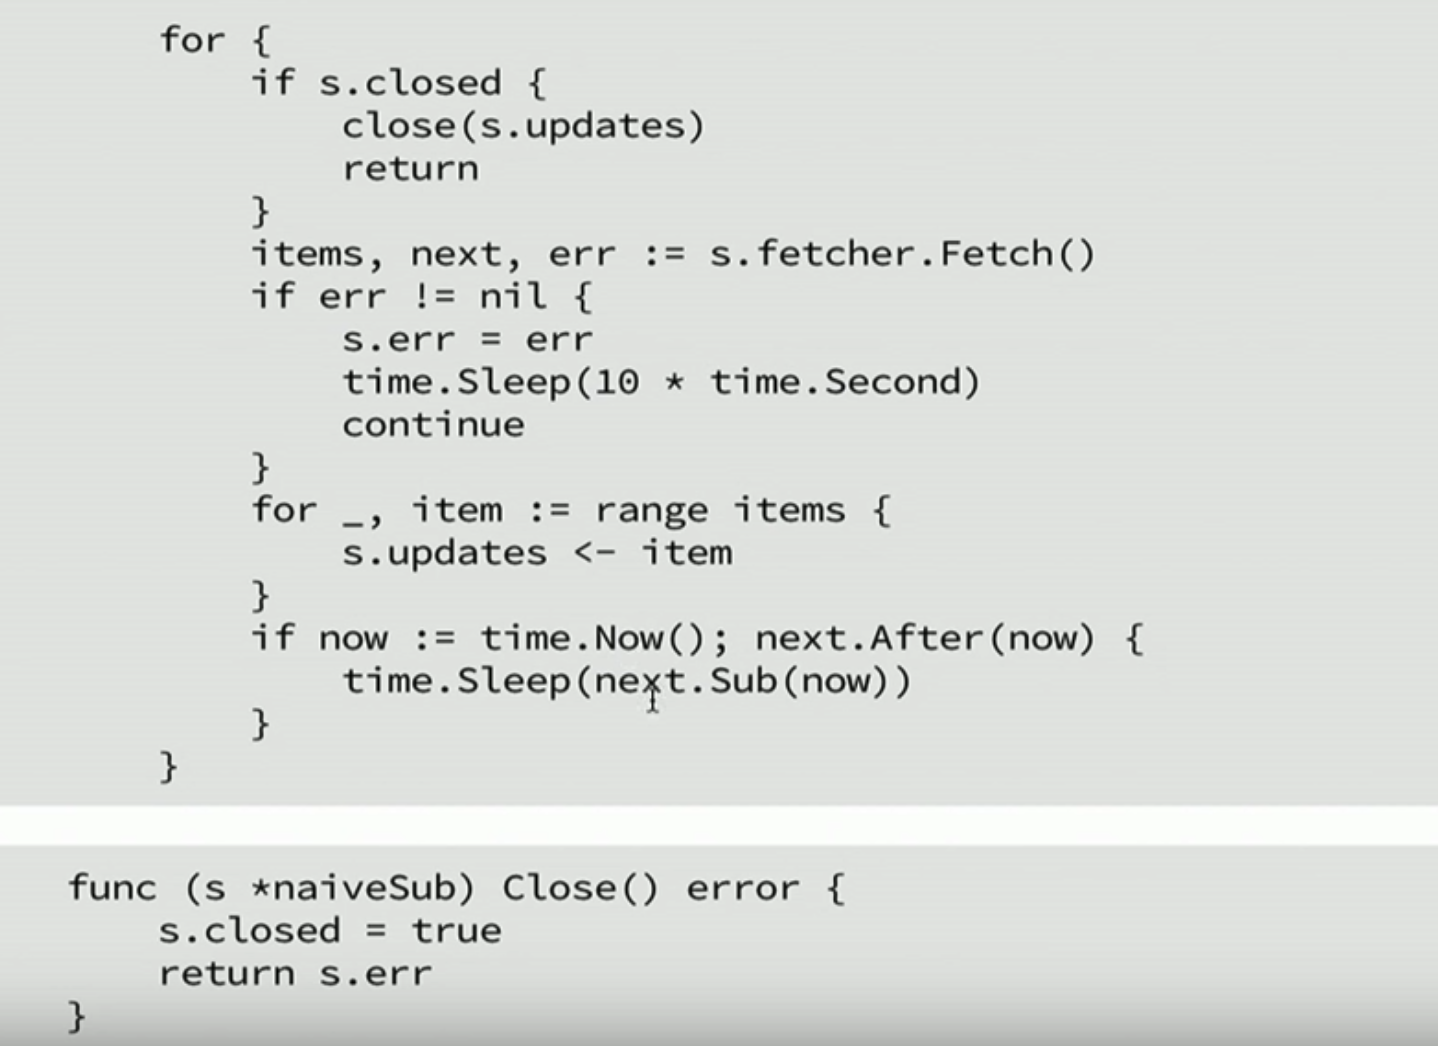 for {
if s.closed {
close(s.updates)
return
}
items, next, err := s.fetcher.Fetch()
if err != nil {
s.err = err
time.Sleep(10 * time.Second)
continue
}
for _, item := range items {
s.updates <- item
}
if now := time.Now(); next.After(now) {
time.Sleep(next.Sub(now))
}
}
func (s *naiveSub) Close() error {
s.closed = true
return s.err
}